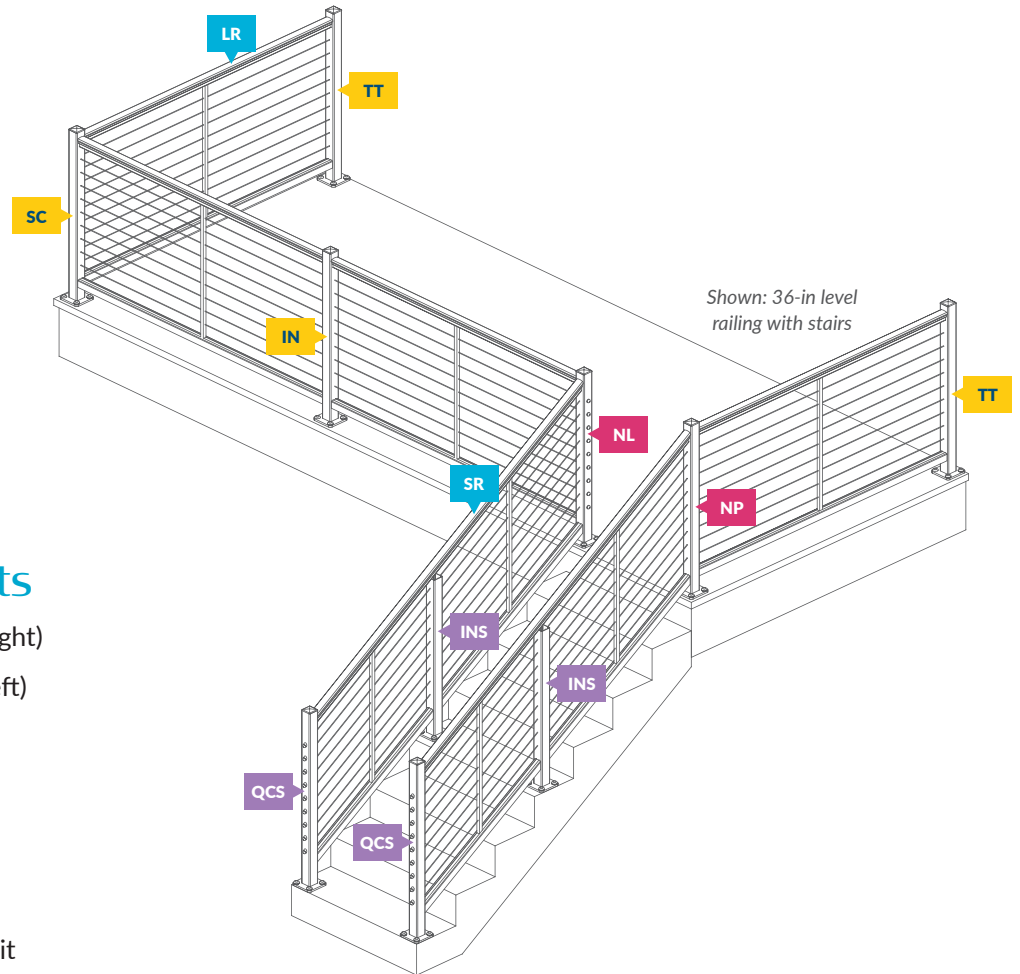 LR
TT
SC
IN
Shown: 36-in level
railing with stairs
TT
NL
SR
NP
ts
ght)
INS
eft)
INS
QCS
QCS
it